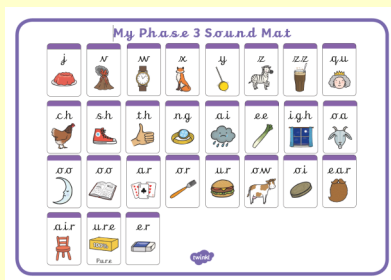 My Phase 3 Sound Mat
j v w x y z zz qu
ch sh th ng ai ee igh oa
oo oo ar or ur ow oi ear
air ure er
Pure
twinkl